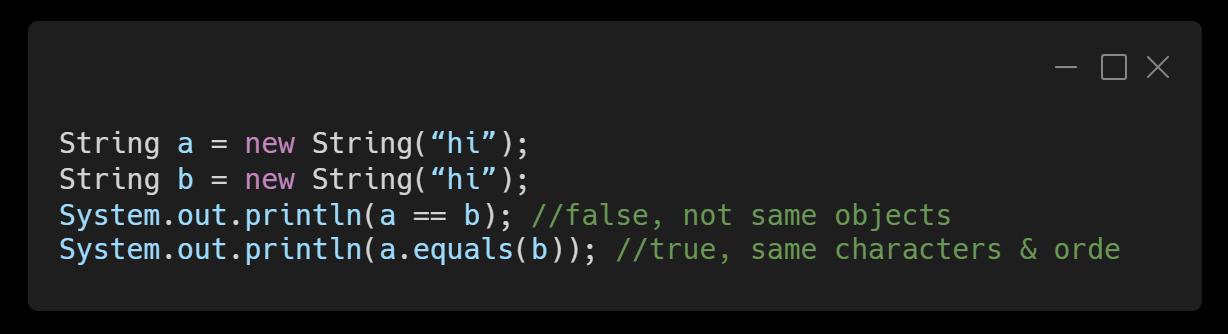 String a = new String(“hi”);
String b = new String(“hi”);
System.out.println(a == b); //false, not same objects
System.out.println(a.equals(b)); //true, same characters & orde